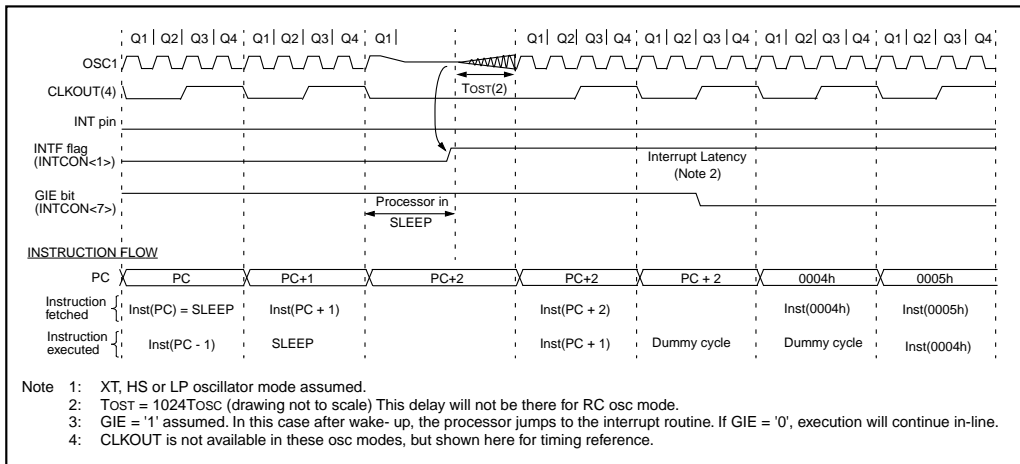 Q1 Q2 Q3 Q4 Q1 Q2 Q3 Q4 Q1 Q1 Q2 Q3 Q4 Q1 Q2 Q3 Q4 Q1 Q2 Q3 Q4 Q1 Q2 Q3 Q4
OSC1
TOST(2)
CLKOUT(4)
INT pin
INTF flag
(INTCON<1>)
Interrupt Latency
(Note 2)
GIE bit
(INTCON<7>)
Processor in
SLEEP
INSTRUCTION FLOW
PC PC PC+1 PC+2 PC+2 PC + 2 0004h 0005h
Instruction
fetched
Inst(PC) = SLEEP Inst(PC + 1) Inst(PC + 2) Inst(0004h) Inst(0005h)
Instruction
executed
Inst(PC - 1) SLEEP Inst(PC + 1) Dummy cycle Dummy cycle Inst(0004h)
Note 1: XT, HS or LP oscillator mode assumed.
2: TOST = 1024TOSC (drawing not to scale) This delay will not be there for RC osc mode.
3: GIE = '1' assumed. In this case after wake- up, the processor jumps to the interrupt routine. If GIE = '0', execution will continue in-line.
4: CLKOUT is not available in these osc modes, but shown here for timing reference.